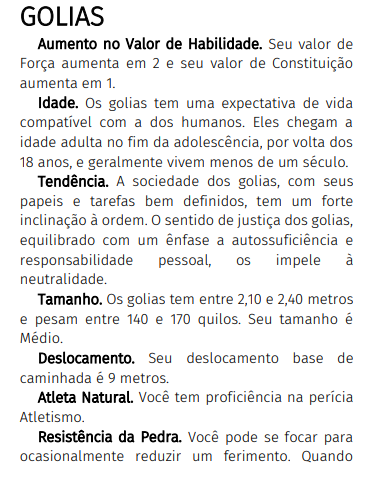 GOLIAS
Aumento no Valor de Habilidade. Seu valor de
Força aumenta em 2 e seu valor de Constituição
aumenta em 1.
Idade. Os golias tem uma expectativa de vida
compatível com a dos humanos. Eles chegam a
idade adulta no fim da adolescência, por volta dos
18 anos, e geralmente vivem menos de um século.
Tendência. A sociedade dos golias, com seus
papeis e tarefas bem definidos, tem um forte
inclinação à ordem. O sentido de justiça dos golias,
equilibrado com um ênfase a autossuficiência e
responsabilidade pessoal, os impele à
neutralidade.
Tamanho. Os golias tem entre 2,10 e 2,40 metros
e pesam entre 140 e 170 quilos. Seu tamanho é
Médio.
Deslocamento. Seu deslocamento base de
caminhada é 9 metros.
Atleta Natural. Você tem proficiência na perícia
Atletismo.
Resistência da Pedra. Você pode se focar para
ocasionalmente reduzir um ferimento. Quando